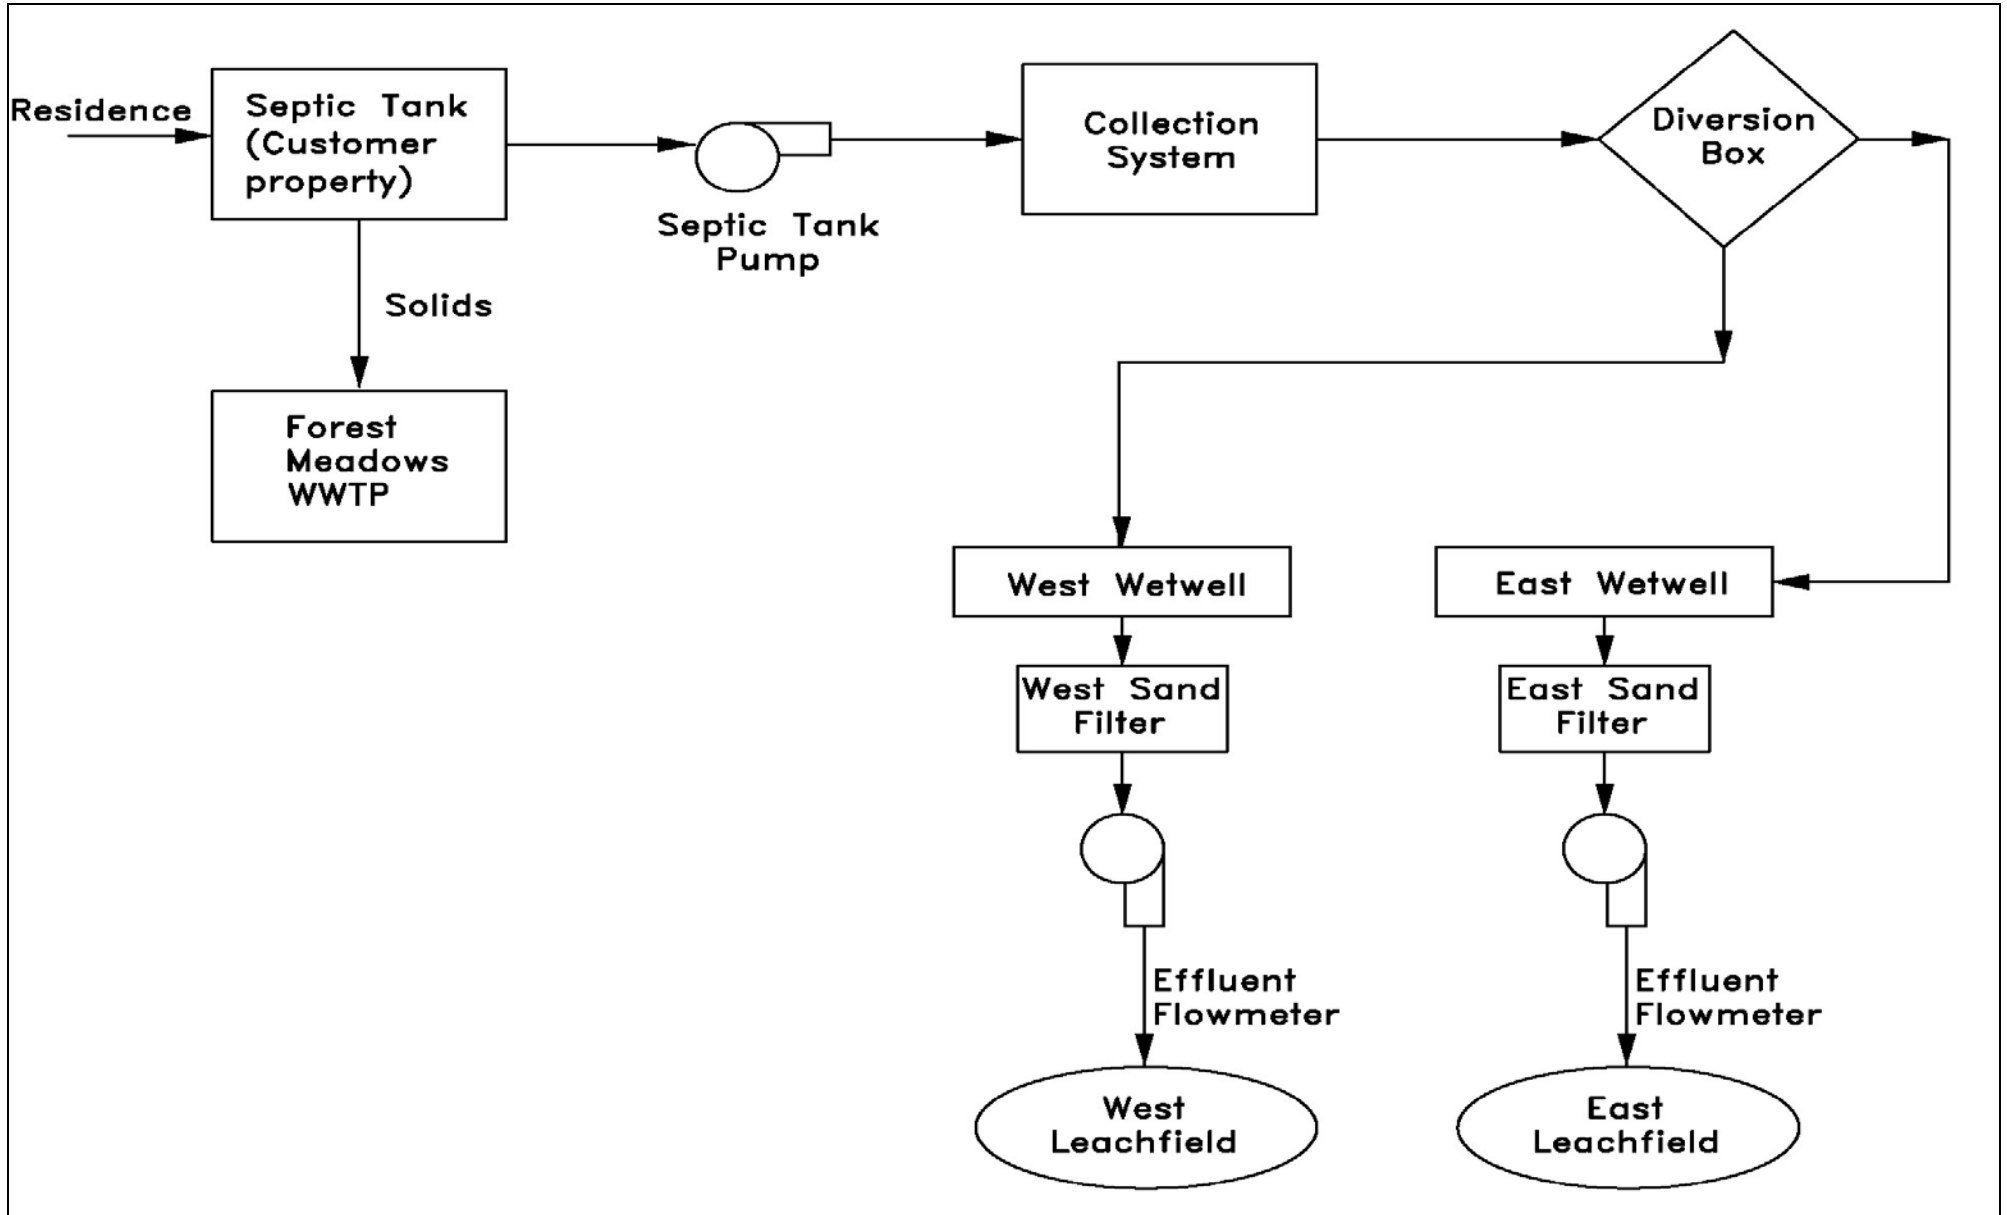 Residence
Septic Tank
(Customer
property)
Septic Tank
Pump
Collection
System
Diversion
Box
Solids
Forest
Meadows
WWTP
West Wetwell
East Wetwell
West Sand
Filter
East Sand
Filter
Effluent
Flowmeter
Effluent
Flowmeter
West
Leachfield
East
Leachfield